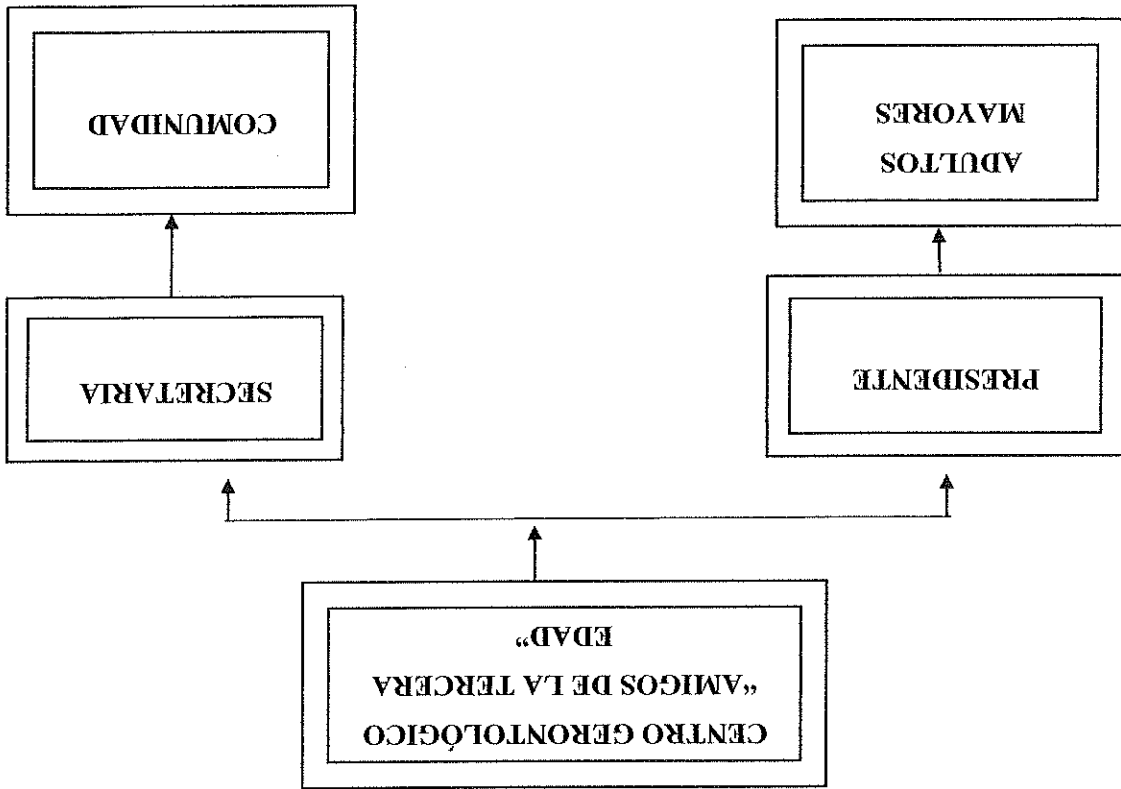 CENTRO GERONTOLÓGICO
“AMIGOS DE LA TERCERA
EDAD”
PRESIDENTE
SECRETARIA
ADULTOS
MAYORES
COMUNIDAD